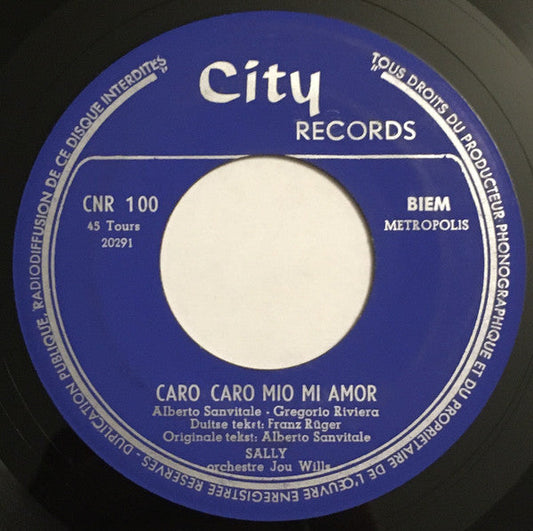 City
RECORDS
"TOUS DROITS DU PRODUCTEUR PHONOGRAPHIQUE ET DU PROPRIETAIRE DE L'ŒUVRE ENREGISTREE RESERVES - DUPLICATION PUBLIQUE, RADIODIFFUSION DE CE DISQUE INTERDITES"
CNR 100
45 Tours
20291
BIEM
METROPOLIS
CARO CARO MIO MI AMOR
Alberto Sanvitale - Gregorio Riviera
Duitse tekst: Franz Rüger
Originale tekst: Alberto Sanvitale
SALLY
orchestre Jou Wills